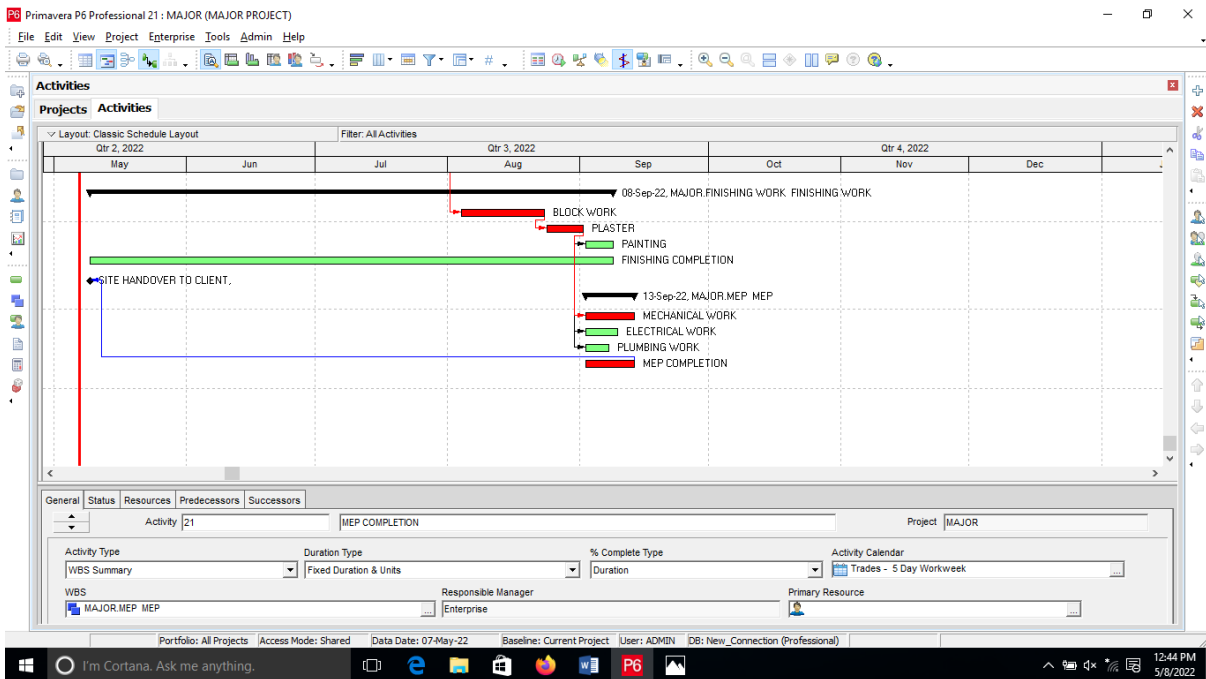 P6 Primavera P6 Professional 21 : MAJOR (MAJOR PROJECT)
File Edit View Project Enterprise Tools Admin Help
Activities
Projects Activities
Layout: Classic Schedule Layout Filter: All Activities
Qtr 2, 2022 Qtr 3, 2022 Qtr 4, 2022
May Jun Jul Aug Sep Oct Nov Dec
08-Sep-22, MAJOR.FINISHING WORK FINISHING WORK
BLOCK WORK
PLASTER
PAINTING
FINISHING COMPLETION
SITE HANDOVER TO CLIENT,
13-Sep-22, MAJOR.MEP MEP
MECHANICAL WORK
ELECTRICAL WORK
PLUMBING WORK
MEP COMPLETION
General Status Resources Predecessors Successors
Activity 21 MEP COMPLETION Project MAJOR
Activity Type Duration Type % Complete Type Activity Calendar
WBS Summary Fixed Duration & Units Duration Trades - 5 Day Workweek
WBS Responsible Manager Primary Resource
MAJOR.MEP MEP Enterprise
Portfolio: All Projects Access Mode: Shared Data Date: 07-May-22 Baseline: Current Project User: ADMIN DB: New_Connection (Professional)
I'm Cortana. Ask me anything. P6 12:44 PM
5/8/2022